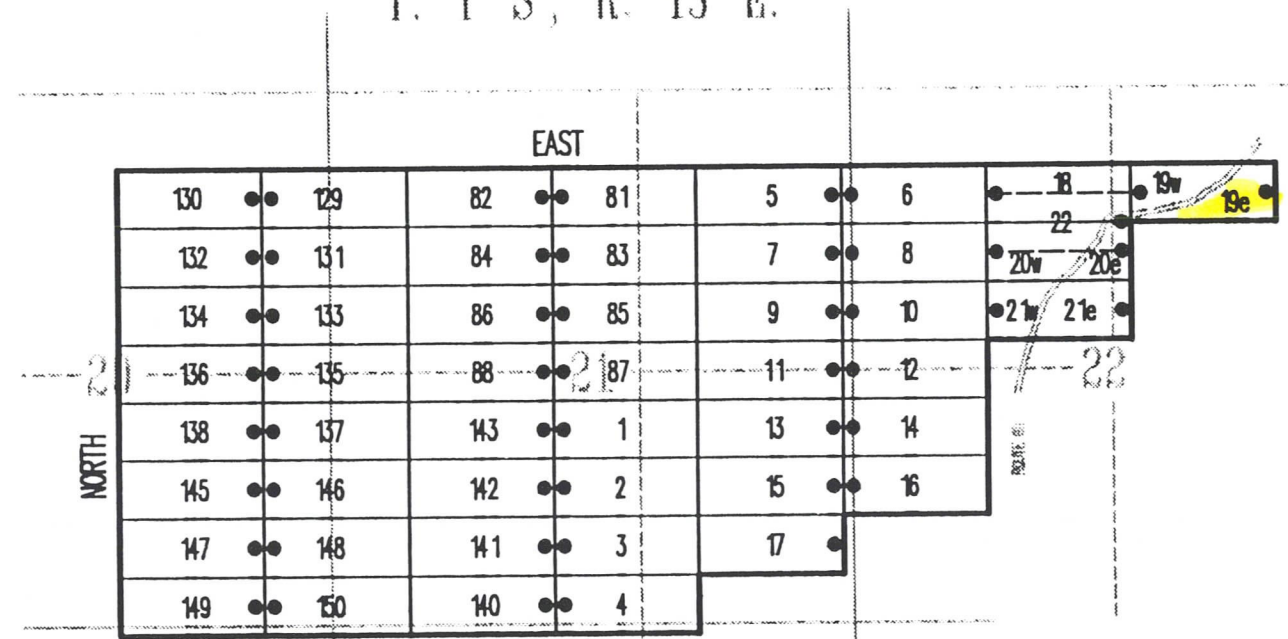 T. 1 S, R. 13 E.
EAST
130 129 82 81 5 6 18 19w 19e
22
132 131 84 83 7 8 20w 20e
134 133 86 85 9 10 21w 21e
20 136 135 88 21 87 11 12 22
138 137 143 1 13 14
NORTH
145 146 142 2 15 16
147 148 141 3 17
149 150 140 4